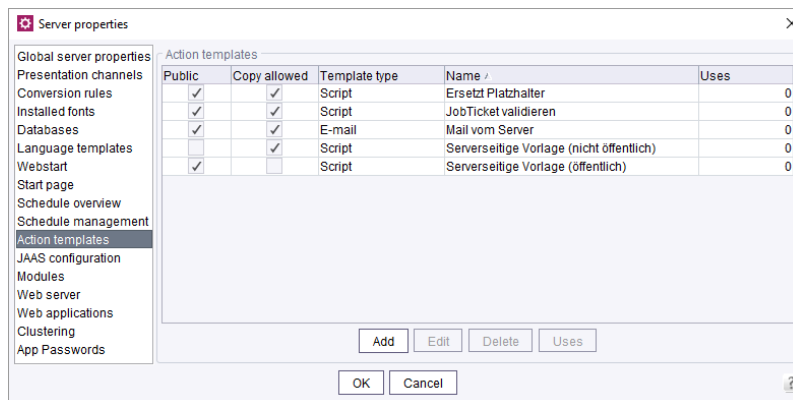 Server properties
Global server properties
Presentation channels
Conversion rules
Installed fonts
Databases
Language templates
Webstart
Start page
Schedule overview
Schedule management
Action templates
JAAS configuration
Modules
Web server
Web applications
Clustering
App Passwords
Action templates
Public Copy allowed Template type Name Uses
Script Ersetzt Platzhalter 0
Script JobTicket validieren 0
E-mail Mail vom Server 0
Script Serverseitige Vorlage (nicht öffentlich) 0
Script Serverseitige Vorlage (öffentlich) 0
Add Edit Delete Uses
OK Cancel ?